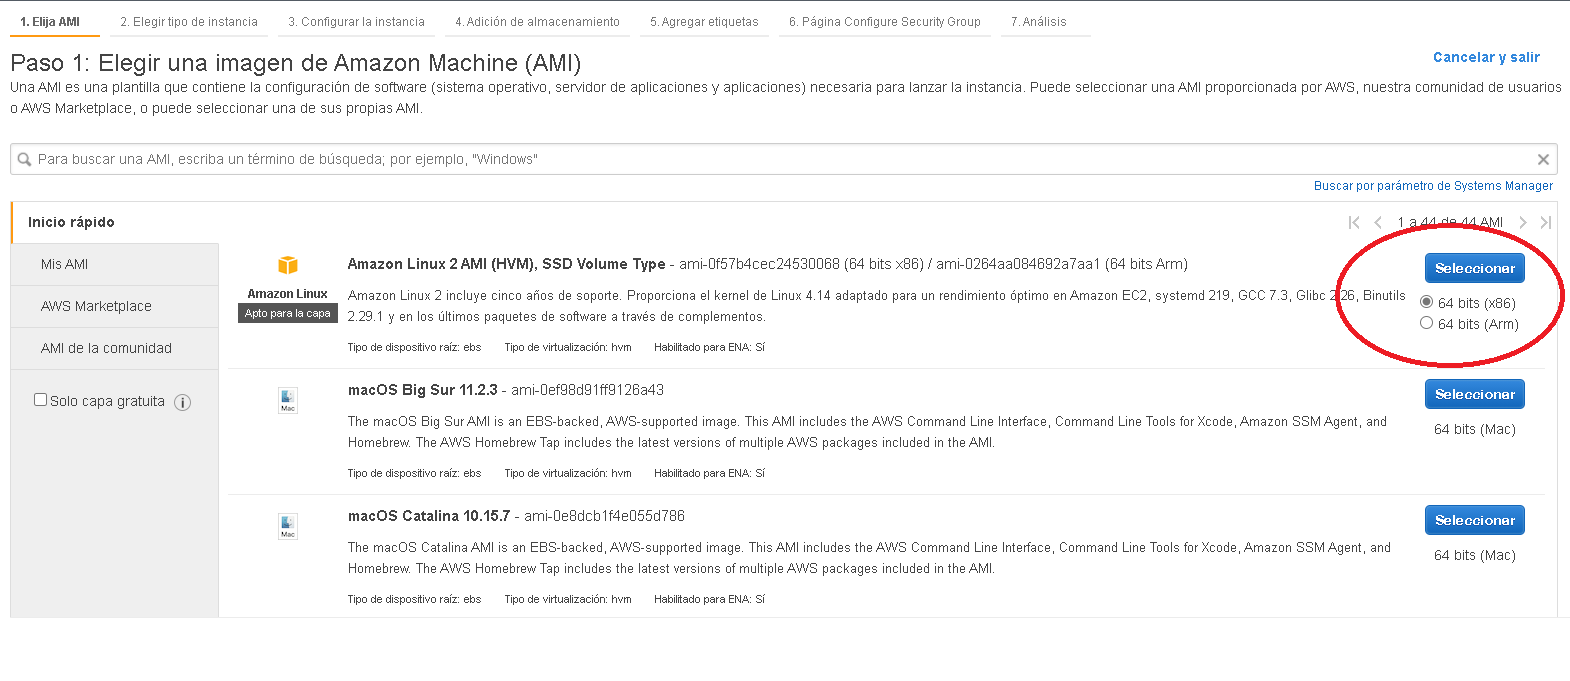 1. Elija AMI 2. Elegir tipo de instancia 3. Configurar la instancia 4. Adición de almacenamiento 5. Agregar etiquetas 6. Página Configure Security Group 7. Análisis
Paso 1: Elegir una imagen de Amazon Machine (AMI)
Cancelar y salir
Una AMI es una plantilla que contiene la configuración de software (sistema operativo, servidor de aplicaciones y aplicaciones) necesaria para lanzar la instancia. Puede seleccionar una AMI proporcionada por AWS, nuestra comunidad de usuarios
o AWS Marketplace, o puede seleccionar una de sus propias AMI.
Para buscar una AMI, escriba un término de búsqueda; por ejemplo, "Windows"
Buscar por parámetro de Systems Manager
Inicio rápido
Mis AMI
AWS Marketplace
AMI de la comunidad
Solo capa gratuita
1 a 44 de 44 AMI
Amazon Linux
Apto para la capa
Amazon Linux 2 AMI (HVM), SSD Volume Type - ami-0f57b4cec24530068 (64 bits x86) / ami-0264aa084692a7aa1 (64 bits Arm)
Amazon Linux 2 incluye cinco años de soporte. Proporciona el kernel de Linux 4.14 adaptado para un rendimiento óptimo en Amazon EC2, systemd 219, GCC 7.3, Glibc 2.26, Binutils
2.29.1 y en los últimos paquetes de software a través de complementos.
Tipo de dispositivo raíz: ebs Tipo de virtualización: hvm Habilitado para ENA: Sí
Seleccionar
64 bits (x86)
64 bits (Arm)
Mac
macOS Big Sur 11.2.3 - ami-0ef98d91ff9126a43
The macOS Big Sur AMI is an EBS-backed, AWS-supported image. This AMI includes the AWS Command Line Interface, Command Line Tools for Xcode, Amazon SSM Agent, and
Homebrew. The AWS Homebrew Tap includes the latest versions of multiple AWS packages included in the AMI.
Tipo de dispositivo raíz: ebs Tipo de virtualización: hvm Habilitado para ENA: Sí
Seleccionar
64 bits (Mac)
Mac
macOS Catalina 10.15.7 - ami-0e8dcb1f4e055d786
The macOS Catalina AMI is an EBS-backed, AWS-supported image. This AMI includes the AWS Command Line Interface, Command Line Tools for Xcode, Amazon SSM Agent, and
Homebrew. The AWS Homebrew Tap includes the latest versions of multiple AWS packages included in the AMI.
Tipo de dispositivo raíz: ebs Tipo de virtualización: hvm Habilitado para ENA: Sí
Seleccionar
64 bits (Mac)